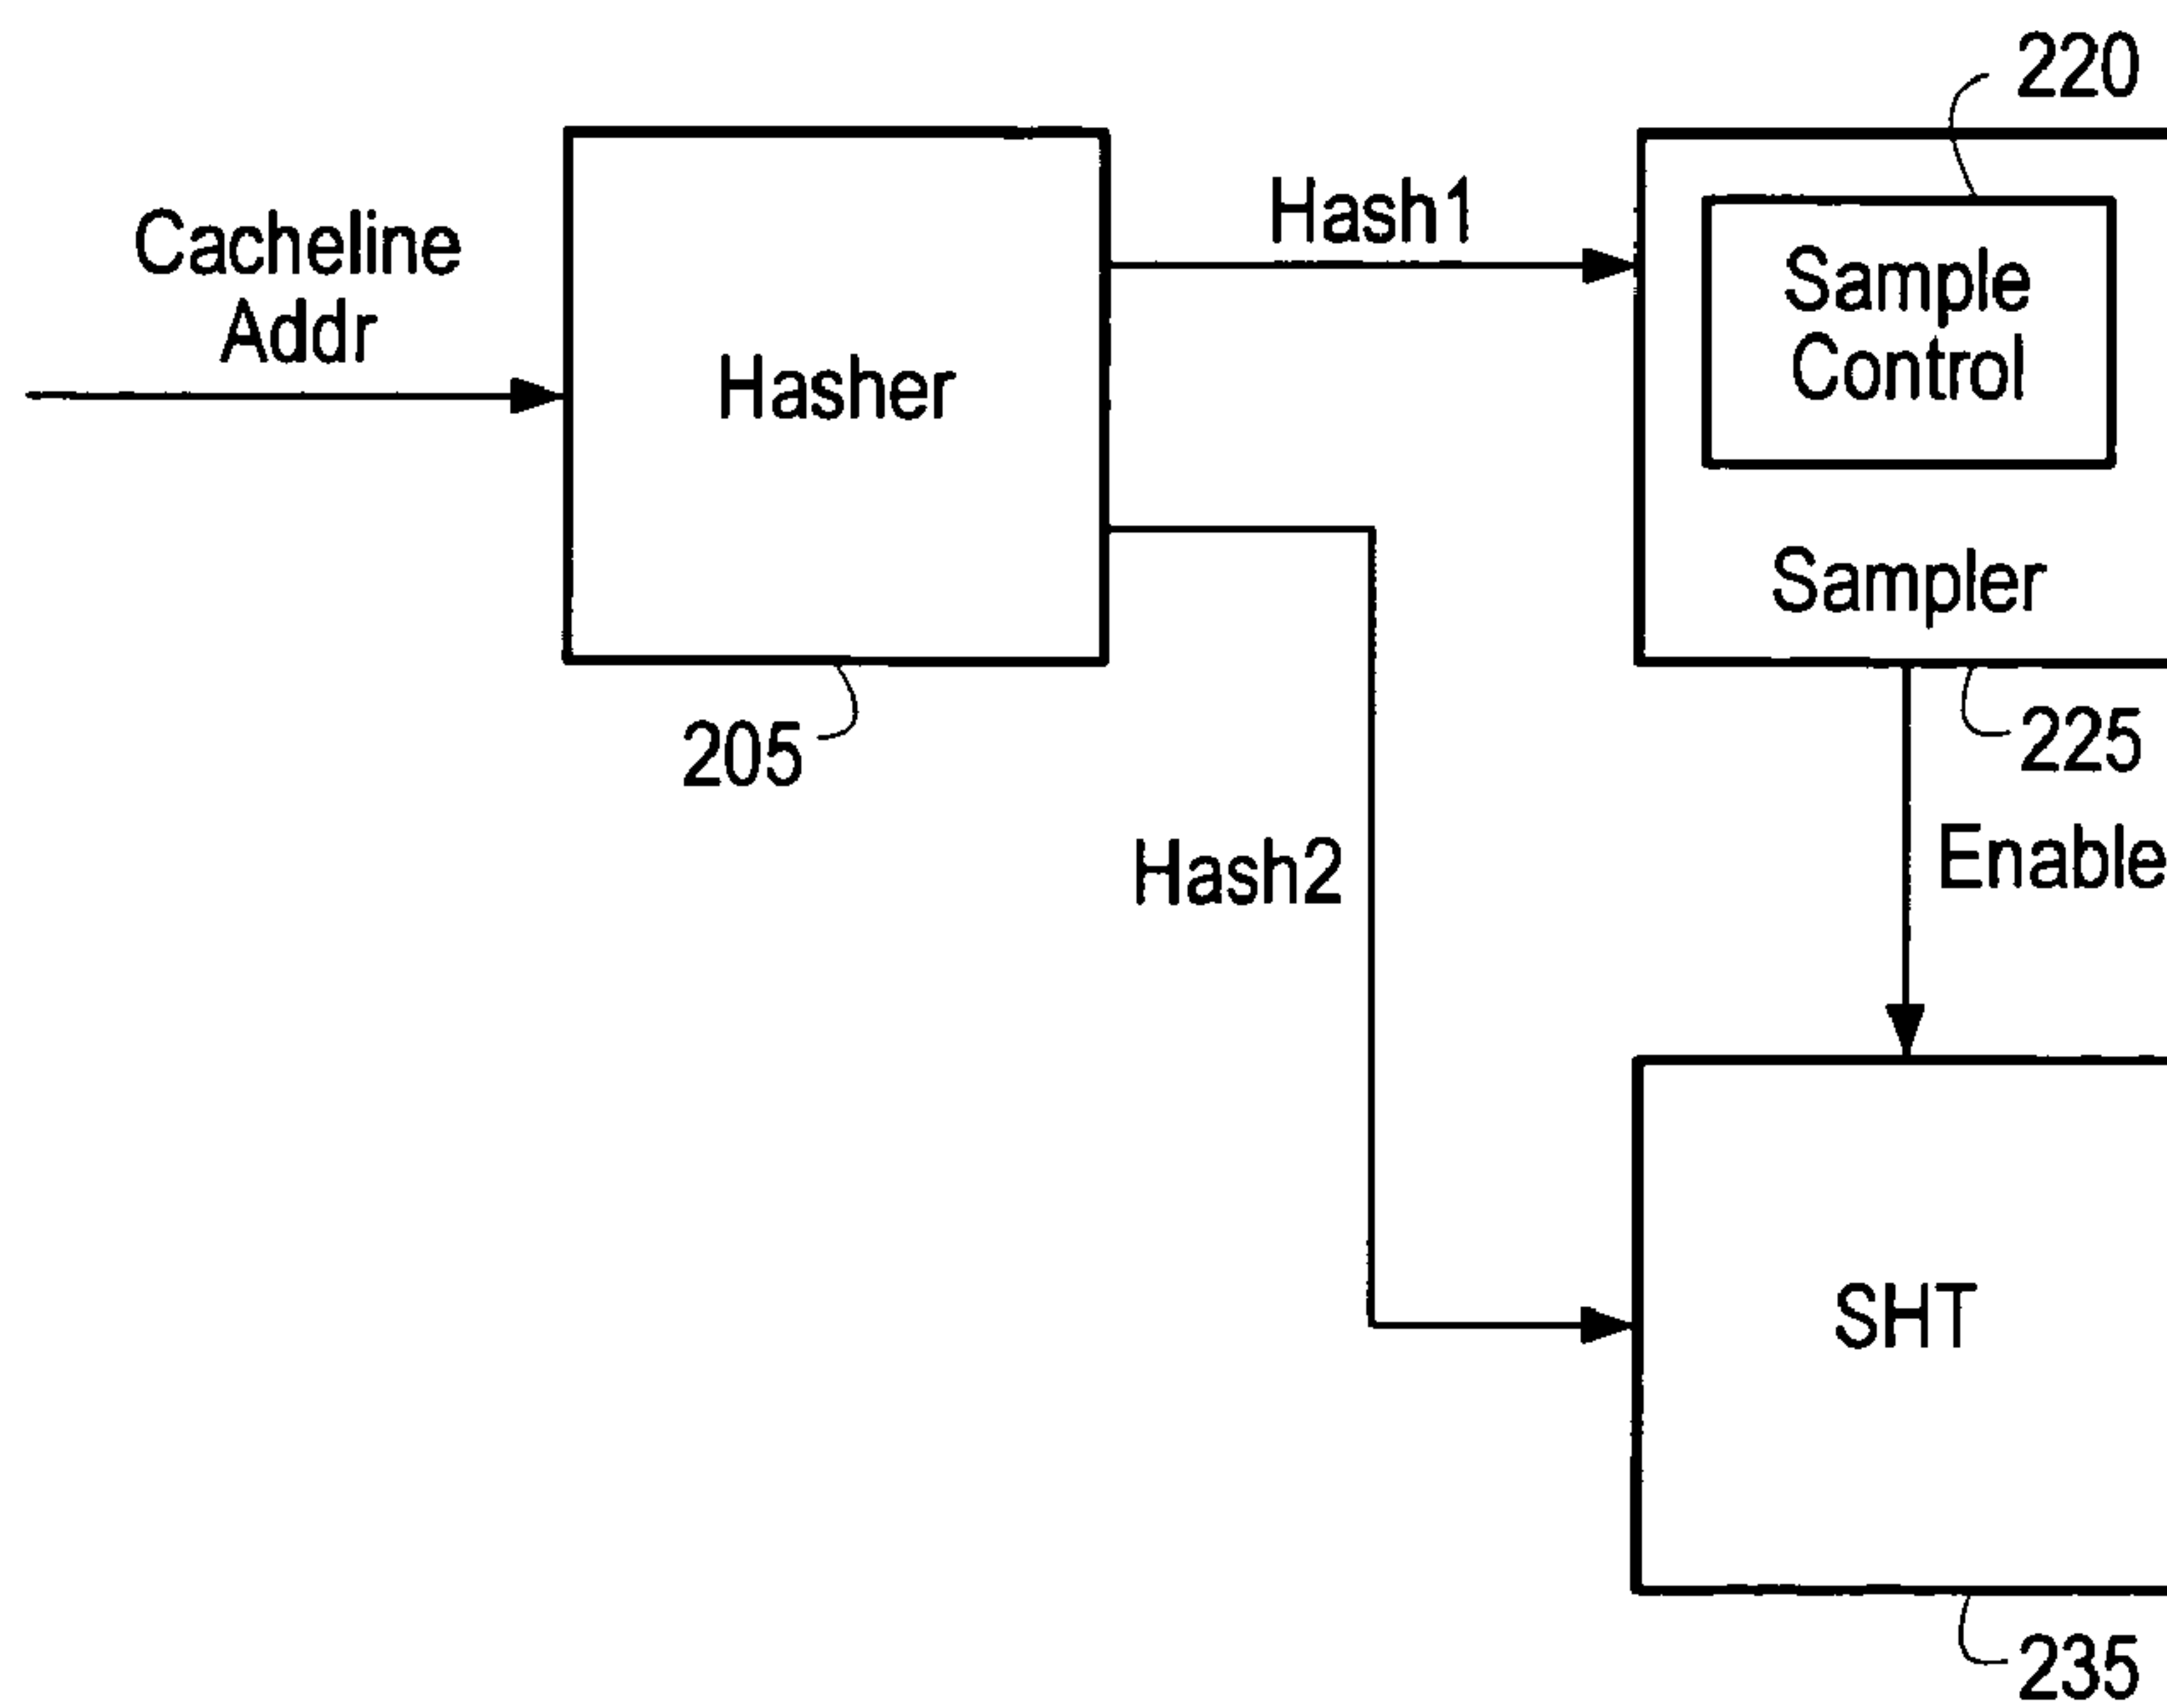 220
Cacheline
Addr
Hasher
Hash1
Sample
Control
Sampler
205
225
Hash2
Enable
SHT
235